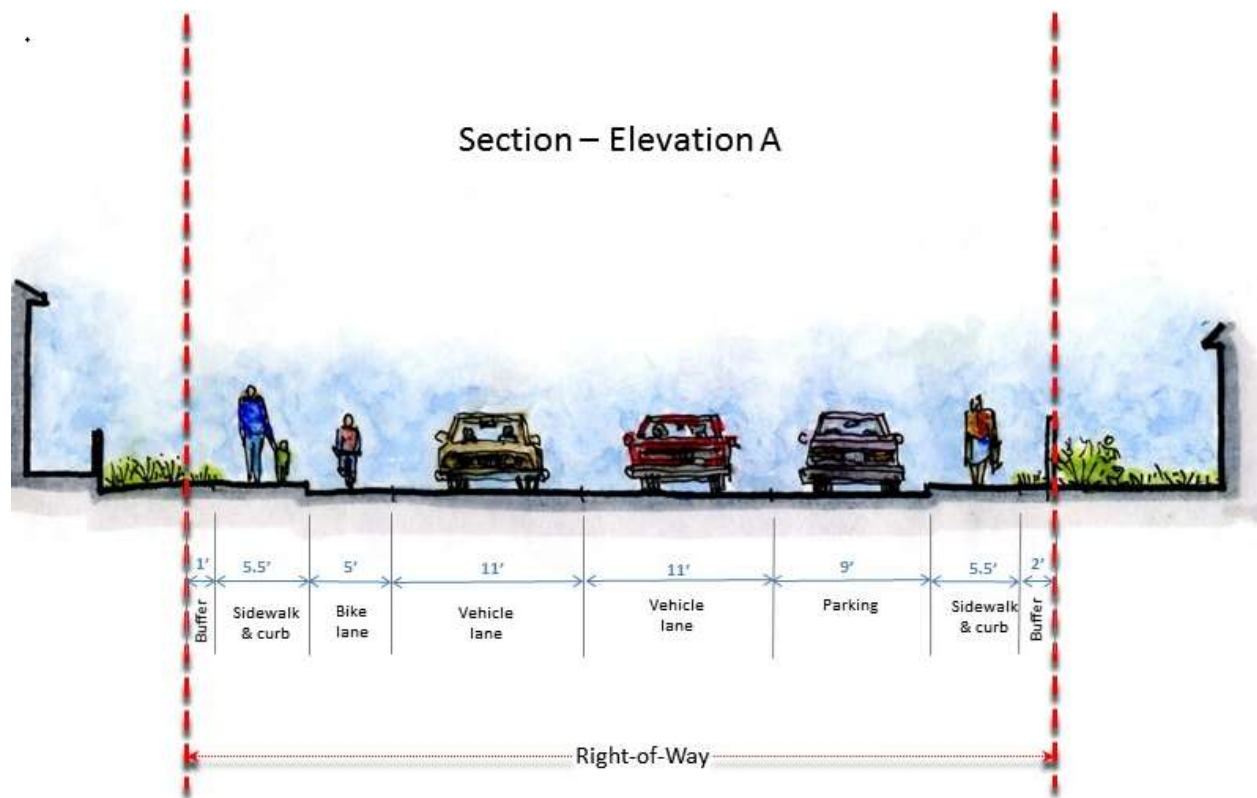 Section – Elevation A
1' 5.5' 5' 11' 11' 9' 5.5' 2'
Buffer
Sidewalk
& curb
Bike
lane
Vehicle
lane
Vehicle
lane
Parking
Sidewalk
& curb
Buffer
Right-of-Way